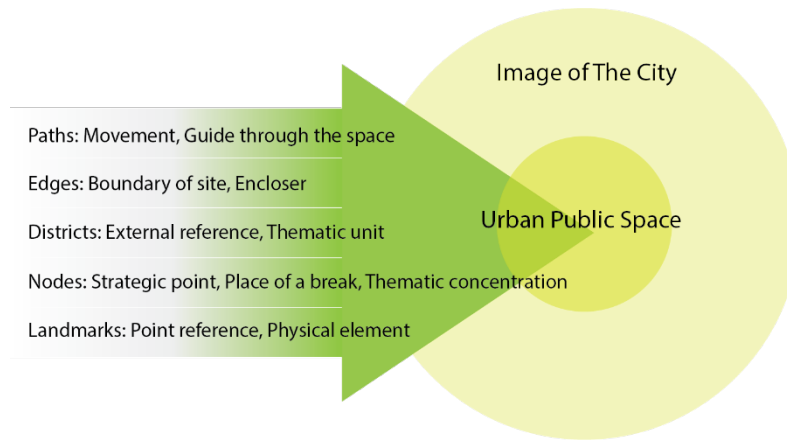 Image of The City
Paths: Movement, Guide through the space
Edges: Boundary of site, Encloser
Urban Public Space
Districts: External reference, Thematic unit
Nodes: Strategic point, Place of a break, Thematic concentration
Landmarks: Point reference, Physical element